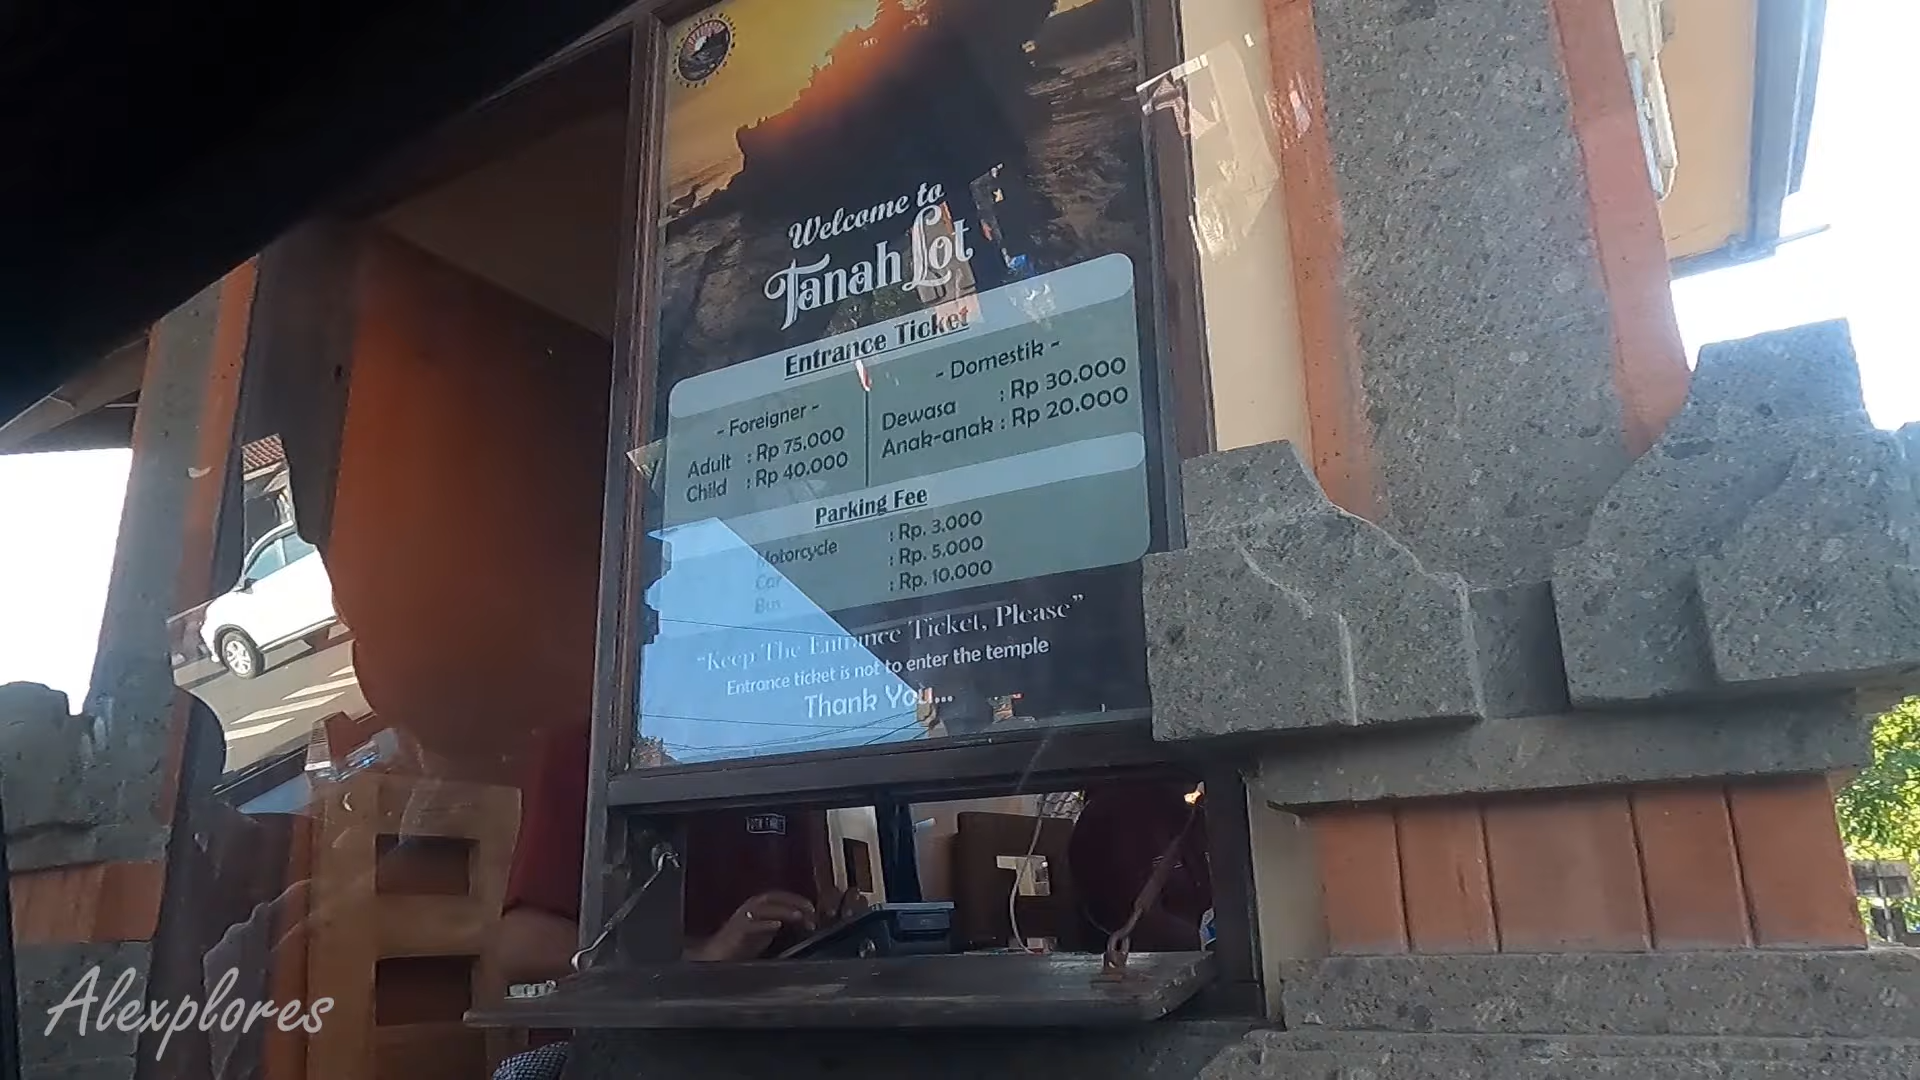 Welcome to
Tanah Lot
Entrance Ticket
- Foreigner -
Adult : Rp 75.000
Child : Rp 40.000
- Domestik -
Dewasa : Rp 30.000
Anak-anak : Rp 20.000
Parking Fee
Motorcycle : Rp. 3.000
Car : Rp. 5.000
Bus : Rp. 10.000
"Keep The Entrance Ticket, Please"
Entrance ticket is not to enter the temple
Thank You...
Alexplores